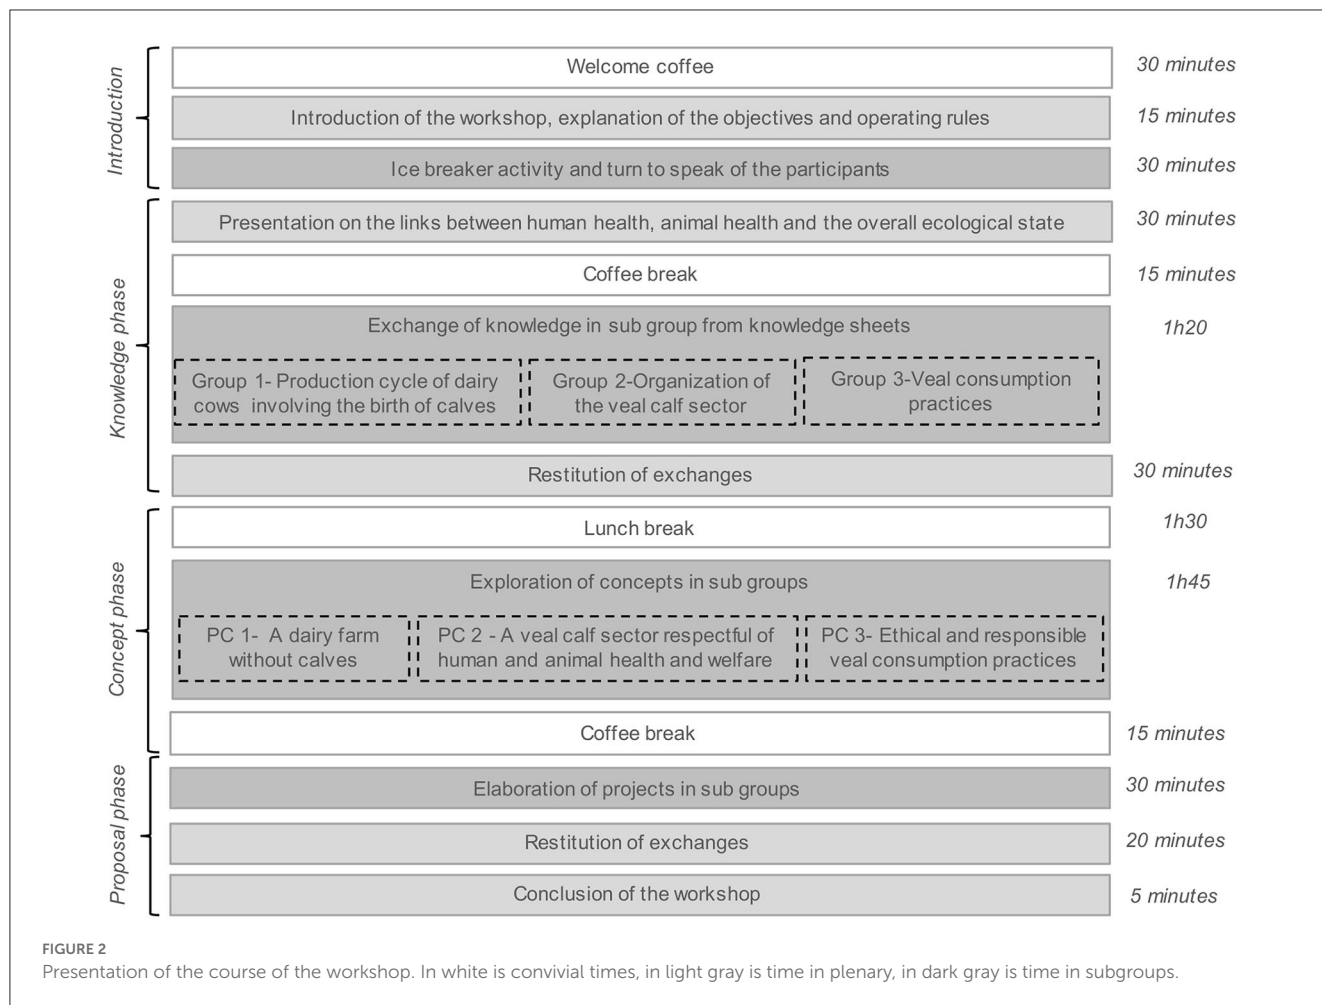 Introduction
Welcome coffee
30 minutes
Introduction of the workshop, explanation of the objectives and operating rules
15 minutes
Ice breaker activity and turn to speak of the participants
30 minutes
Knowledge phase
Presentation on the links between human health, animal health and the overall ecological state
30 minutes
Coffee break
15 minutes
Exchange of knowledge in sub group from knowledge sheets
1h20
Group 1- Production cycle of dairy
cows involving the birth of calves
Group 2-Organization of
the veal calf sector
Group 3-Veal consumption
practices
Restitution of exchanges
30 minutes
Concept phase
Lunch break
1h30
Exploration of concepts in sub groups
1h45
PC 1- A dairy farm
without calves
PC 2 - A veal calf sector respectful of
human and animal health and welfare
PC 3- Ethical and responsible
veal consumption practices
Coffee break
15 minutes
Proposal phase
Elaboration of projects in sub groups
30 minutes
Restitution of exchanges
20 minutes
Conclusion of the workshop
5 minutes
FIGURE 2
Presentation of the course of the workshop. In white is convivial times, in light gray is time in plenary, in dark gray is time in subgroups.